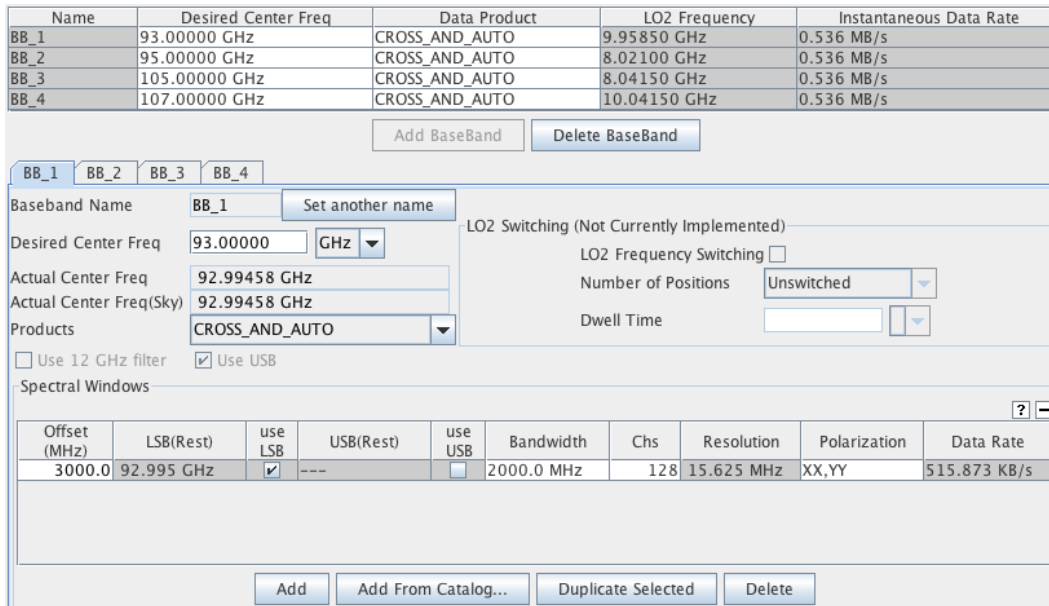 Name Desired Center Freq Data Product LO2 Frequency Instantaneous Data Rate
BB_1 93.00000 GHz CROSS_AND_AUTO 9.95850 GHz 0.536 MB/s
BB_2 95.00000 GHz CROSS_AND_AUTO 8.02100 GHz 0.536 MB/s
BB_3 105.00000 GHz CROSS_AND_AUTO 8.04150 GHz 0.536 MB/s
BB_4 107.00000 GHz CROSS_AND_AUTO 10.04150 GHz 0.536 MB/s
Add BaseBand Delete BaseBand
BB_1 BB_2 BB_3 BB_4
Baseband Name BB_1 Set another name
LO2 Switching (Not Currently Implemented)
Desired Center Freq 93.00000 GHz
LO2 Frequency Switching
Actual Center Freq 92.99458 GHz
Number of Positions Unswitched
Actual Center Freq(Sky) 92.99458 GHz
Products CROSS_AND_AUTO
Dwell Time
Use 12 GHz filter Use USB
Spectral Windows
?
Offset (MHz) LSB(Rest) use LSB USB(Rest) use USB Bandwidth Chs Resolution Polarization Data Rate
3000.0 92.995 GHz --- 2000.0 MHz 128 15.625 MHz XX,YY 515.873 KB/s
Add Add From Catalog... Duplicate Selected Delete